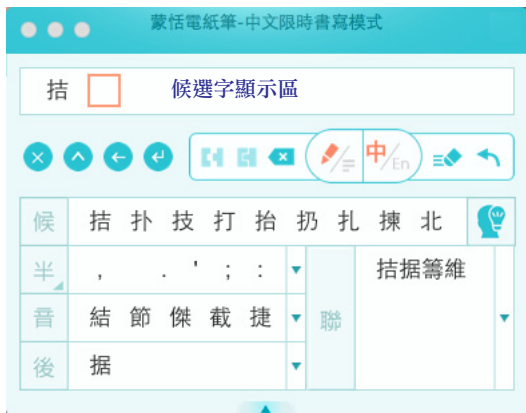 蒙恬電紙筆-中文限時書寫模式
拮 候選字顯示區
中/En
候 拮 扑 技 打 抬 扔 扎 揀 北
半 , . ' ; : 拮据籌維
音 結 節 傑 截 捷 聯
後 据